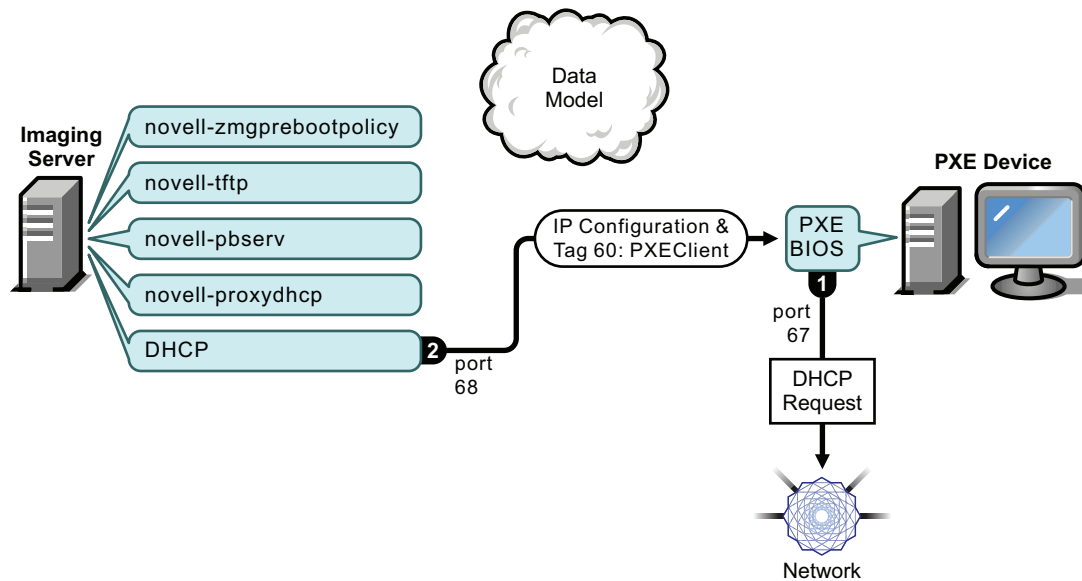 Data
Model
Imaging
Server
novell-zmgprebootpolicy
novell-tftp
novell-pbserv
novell-proxydhcp
DHCP
2
port
68
IP Configuration &
Tag 60: PXEClient
PXE
BIOS
PXE Device
1
port
67
DHCP
Request
Network